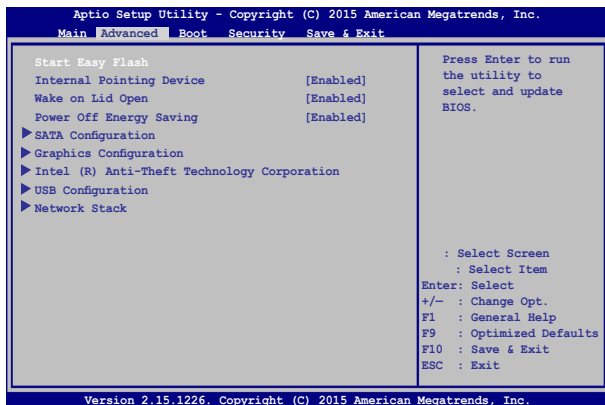 Aptio Setup Utility - Copyright (C) 2015 American Megatrends, Inc.
Main Advanced Boot Security Save & Exit
Start Easy Flash
Internal Pointing Device [Enabled]
Wake on Lid Open [Enabled]
Power Off Energy Saving [Enabled]
SATA Configuration
Graphics Configuration
Intel (R) Anti-Theft Technology Corporation
USB Configuration
Network Stack
Press Enter to run
the utility to
select and update
BIOS.
: Select Screen
: Select Item
Enter: Select
+/— : Change Opt.
F1 : General Help
F9 : Optimized Defaults
F10 : Save & Exit
ESC : Exit
Version 2.15.1226. Copyright (C) 2015 American Megatrends, Inc.